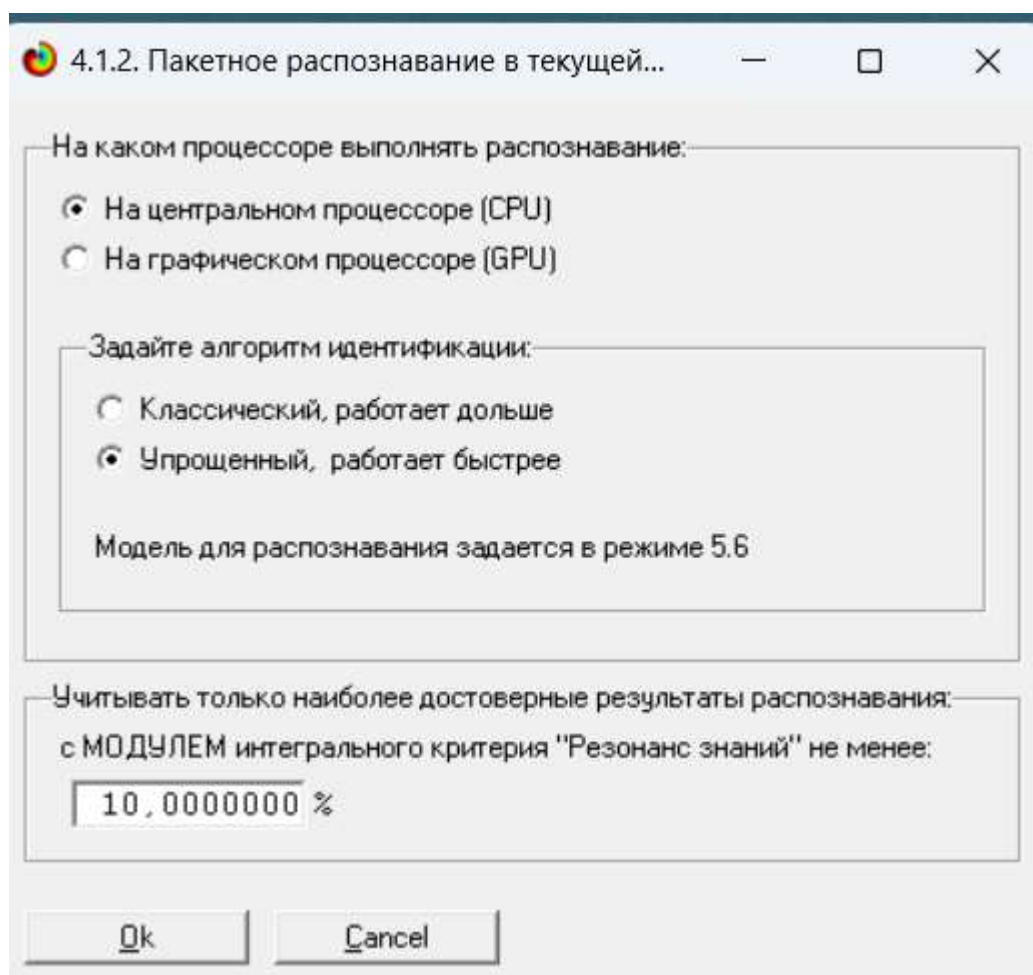 4.1.2. Пакетное распознавание в текущей...
На каком процессоре выполнять распознавание:
На центральном процессоре (CPU)
На графическом процессоре (GPU)
Задайте алгоритм идентификации:
Классический, работает дольше
Упрощенный, работает быстрее
Модель для распознавания задается в режиме 5.6
Учитывать только наиболее достоверные результаты распознавания:
с МОДУЛЕМ интегрального критерия "Резонанс знаний" не менее:
10,0000000 %
Ok Cancel